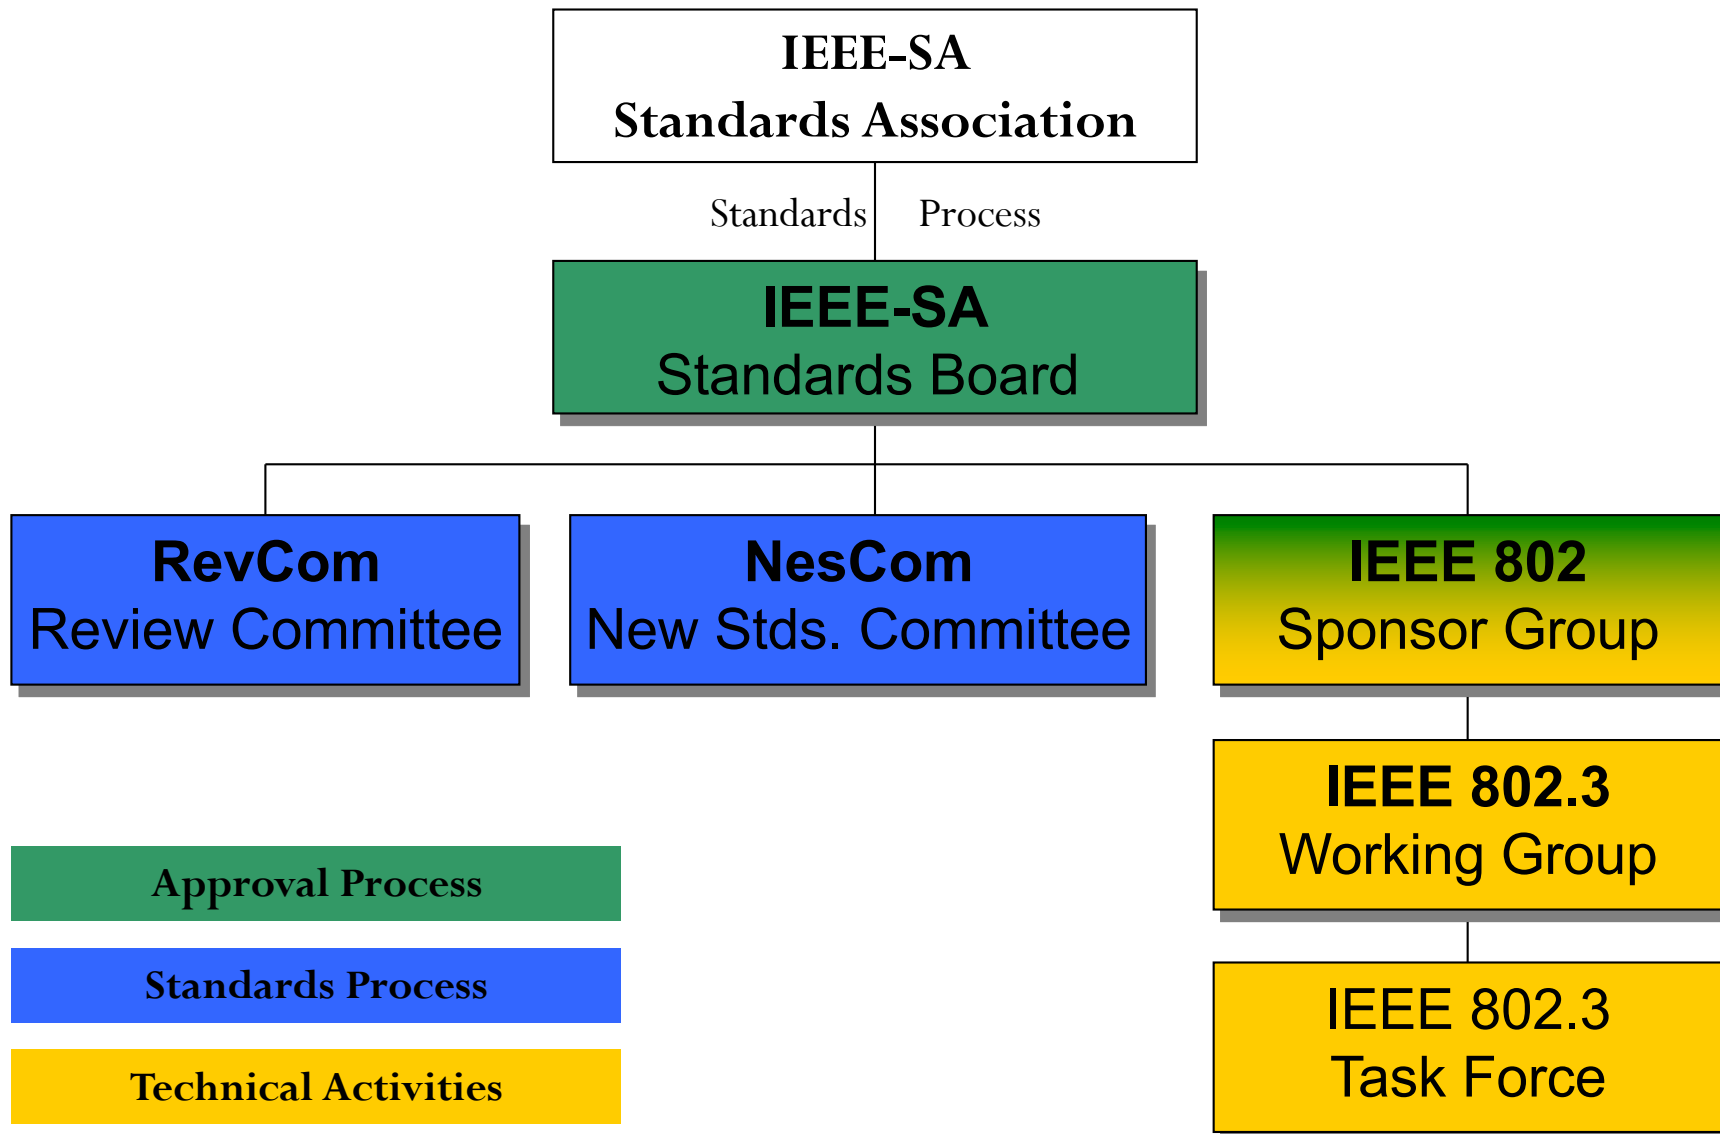 IEEE-SA
Standards Association
Standards Process
IEEE-SA
Standards Board
RevCom
Review Committee
NesCom
New Stds. Committee
IEEE 802
Sponsor Group
IEEE 802.3
Working Group
IEEE 802.3
Task Force
Approval Process
Standards Process
Technical Activities